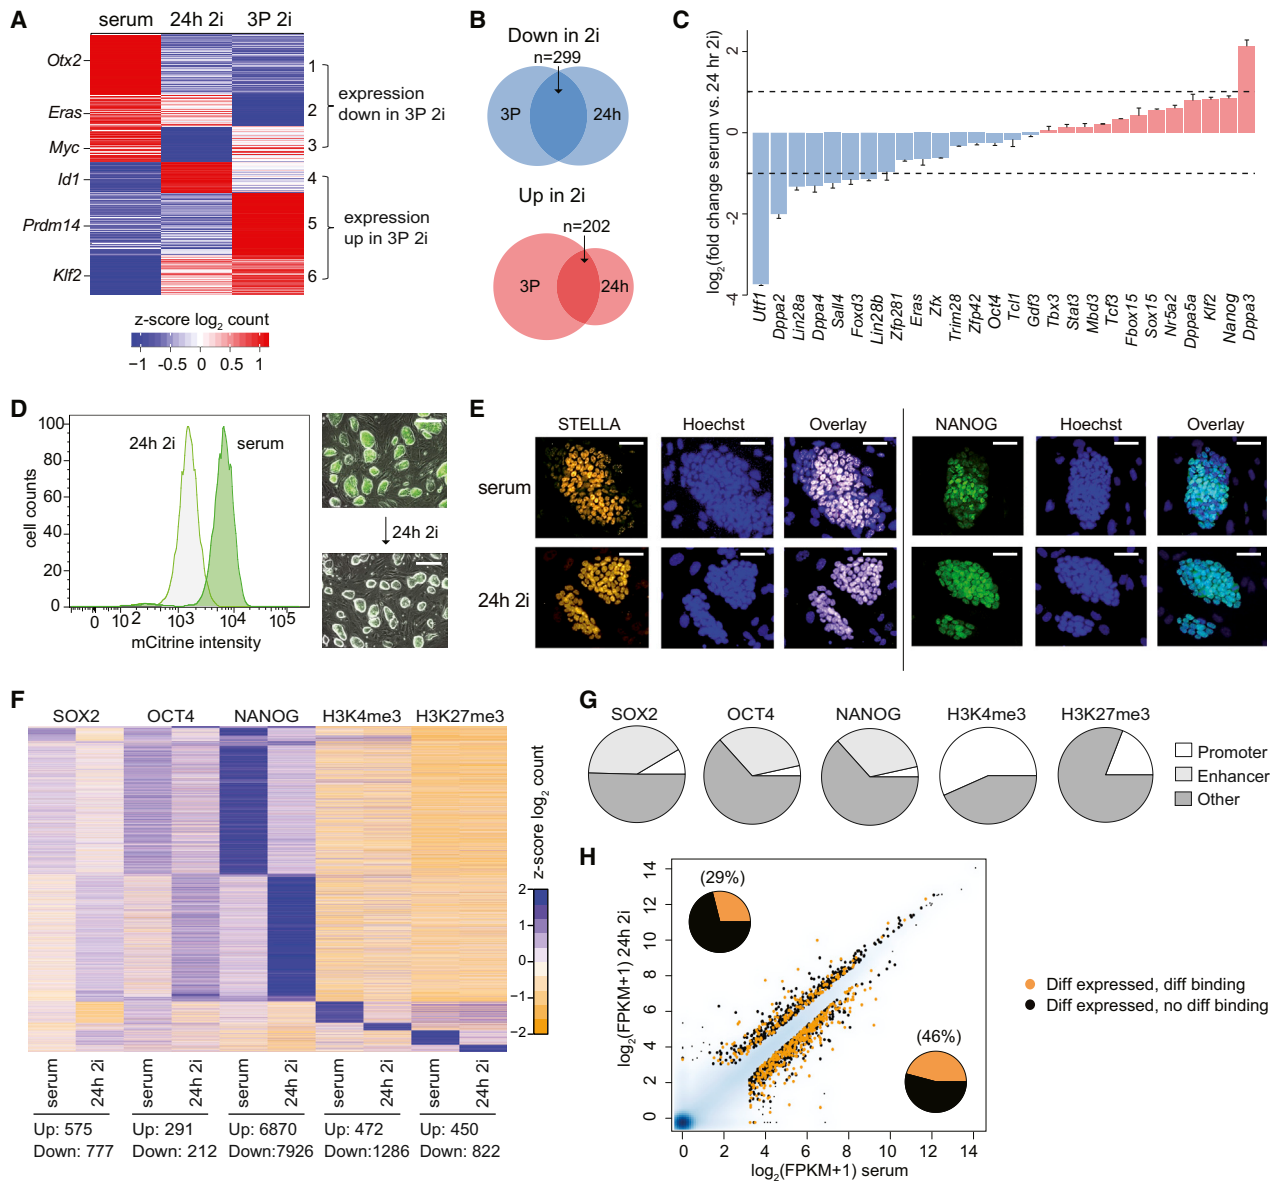 A
serum 24h 2i 3P 2i
Otx2
Eras
Myc
Id1
Prdm14
Klf2
1
2
3
4
5
6
expression
down in 3P 2i
expression
up in 3P 2i
z-score log2 count
−1 -0.5 0 0.5 1
B
Down in 2i
n=299
3P 24h
Up in 2i
n=202
3P 24h
C
log2(fold change serum vs. 24 hr 2i)
2
0
-2
-4
Utf1
Dppa2
Lin28a
Dppa4
Sall4
Foxd3
Lin28b
Zfp281
Eras
Zfx
Trim28
Zfp42
Oct4
Tcl1
Gdf3
Tbx3
Stat3
Mbd3
Tcf3
Fbox15
Sox15
Nr5a2
Dppa5a
Klf2
Nanog
Dppa3
D
cell counts
100
80
60
40
20
0
24h 2i serum
0 10 2 10 3 10 4 10 5
mCitrine intensity
24h 2i
E
STELLA Hoechst Overlay NANOG Hoechst Overlay
serum
24h 2i
F
SOX2 OCT4 NANOG H3K4me3 H3K27me3
z-score log2 count
2
1
0
−1
−2
serum 24h 2i serum 24h 2i serum 24h 2i serum 24h 2i serum 24h 2i
Up: 575 Up: 291 Up: 6870 Up: 472 Up: 450
Down: 777 Down: 212 Down:7926 Down:1286 Down: 822
G
SOX2 OCT4 NANOG H3K4me3 H3K27me3
Promoter
Enhancer
Other
H
log2(FPKM+1) 24h 2i
14
12
10
8
6
4
2
0
(29%)
(46%)
0 2 4 6 8 10 12 14
log2(FPKM+1) serum
Diff expressed, diff binding
Diff expressed, no diff binding